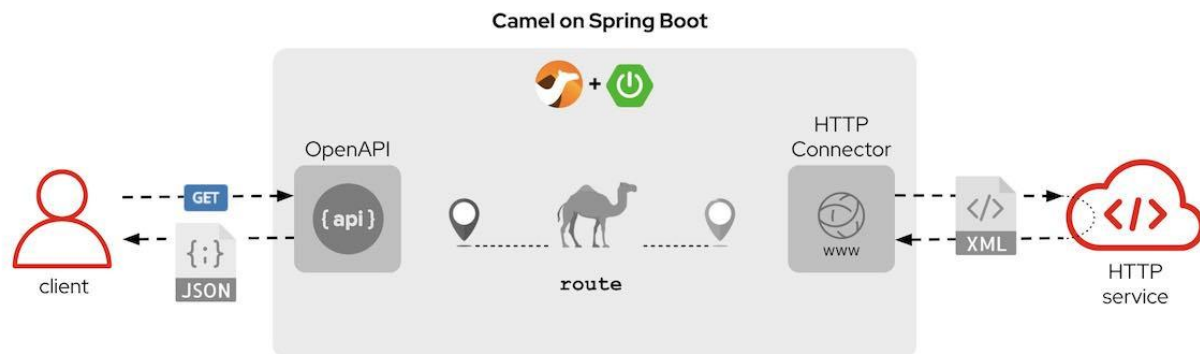 Camel on Spring Boot
+
OpenAPI
HTTP
Connector
GET
{ api }
</>
</>
{ ; }
JSON
www
XML
client
route
HTTP
service